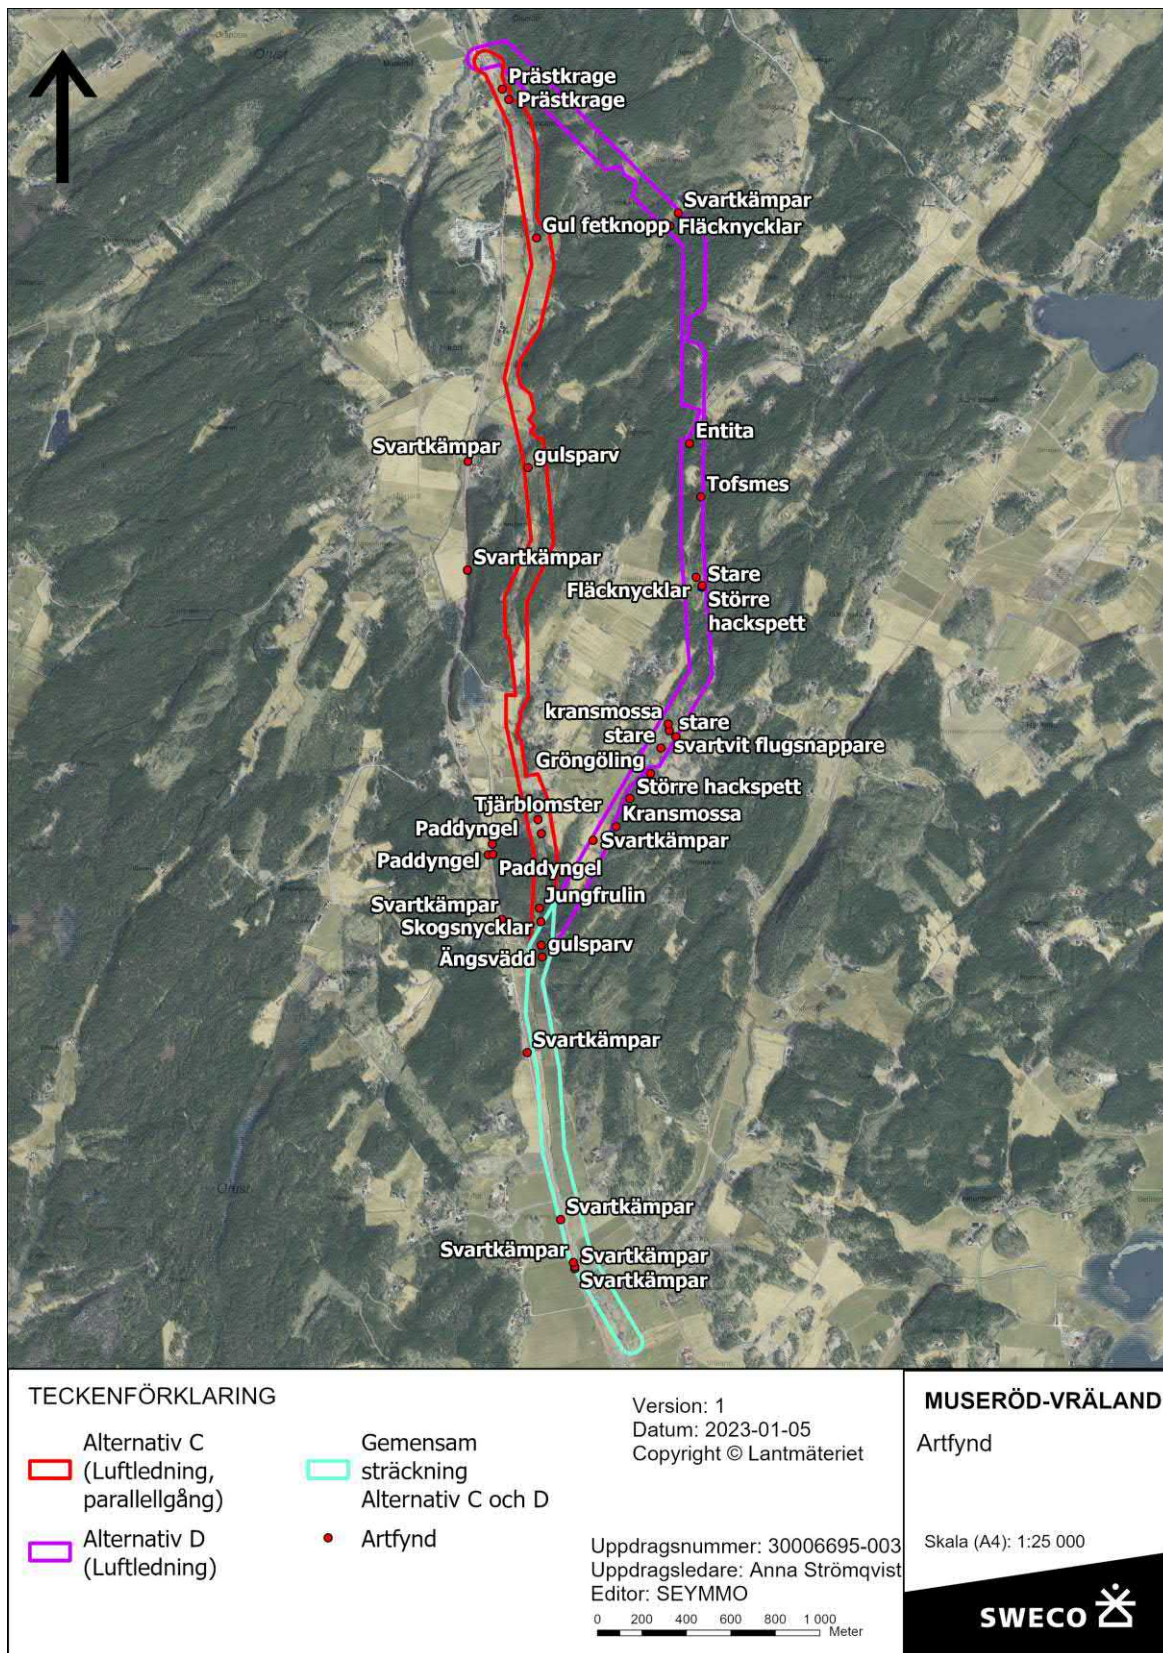 Prästkrage
Prästkrage
Svartkämpar
Gul fetknopp
Fläcknycklar
Entita
Svartkämpar
gulsparv
Tofsmes
Svartkämpar
Stare
Fläcknycklar
Större
hackspett
kransmossa
stare
stare
svartvit flugsnappare
Gröngöling
Större hackspett
Tjärblomster
Kransmossa
Paddyngel
Svartkämpar
Paddyngel
Paddyngel
Jungfrulin
Svartkämpar
Skogsnycklar
gulsparv
Ängsvädd
Svartkämpar
Svartkämpar
Svartkämpar
Svartkämpar
Svartkämpar
Orust
Orust
TECKENFÖRKLARING
Alternativ C
(Luftledning,
parallellgång)
Alternativ D
(Luftledning)
Gemensam
sträckning
Alternativ C och D
Artfynd
Version: 1
Datum: 2023-01-05
Copyright © Lantmäteriet
Uppdragsnummer: 30006695-003
Uppdragsledare: Anna Strömqvist
Editor: SEYMMO
0 200 400 600 800 1 000
Meter
MUSERÖD-VRÄLAND
Artfynd
Skala (A4): 1:25 000
SWECO